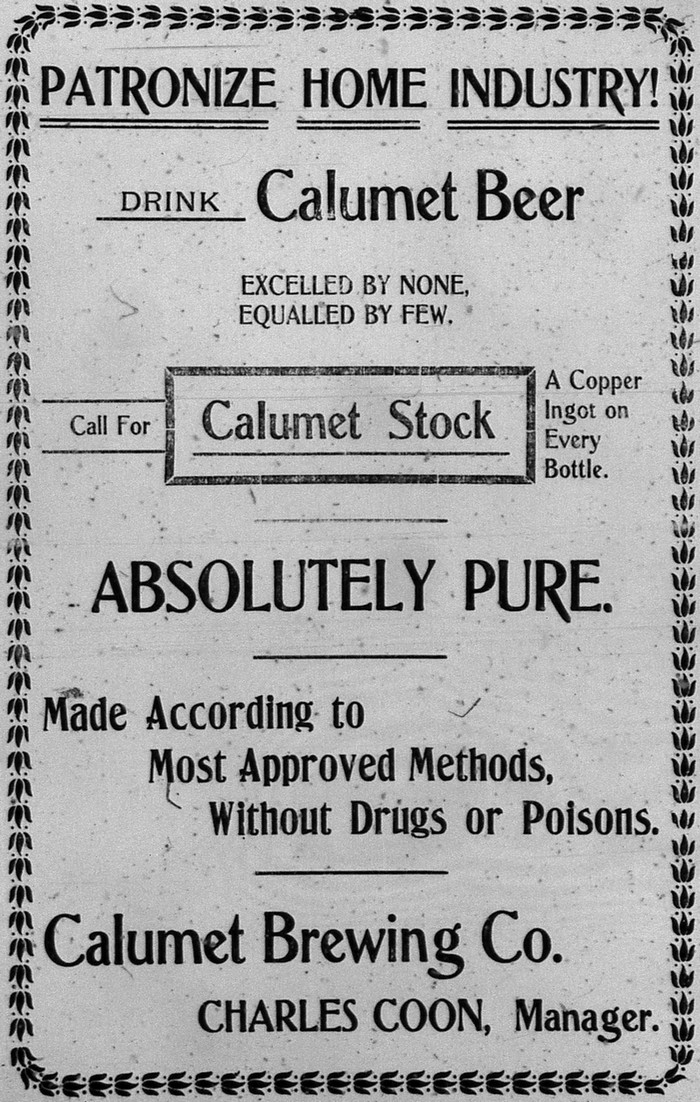 PATRONIZE HOME INDUSTRY!
DRINK Calumet Beer
EXCELLED BY NONE,
EQUALLED BY FEW.
Call For Calumet Stock
A Copper
Ingot on
Every
Bottle.
ABSOLUTELY PURE.
Made According to
Most Approved Methods,
Without Drugs or Poisons.
Calumet Brewing Co.
CHARLES COON, Manager.